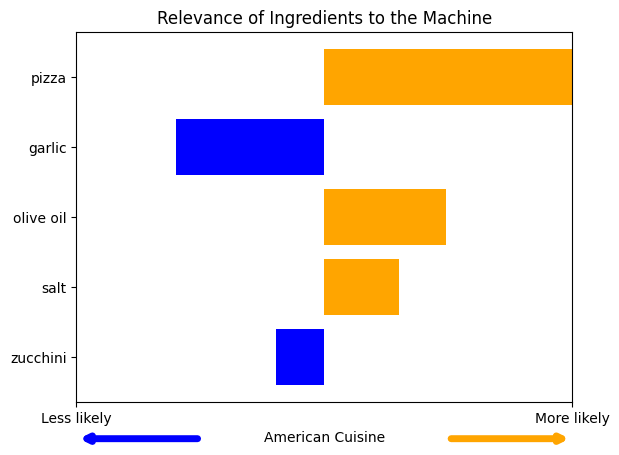 Relevance of Ingredients to the Machine
pizza
garlic
olive oil
salt
zucchini
Less likely
More likely
American Cuisine